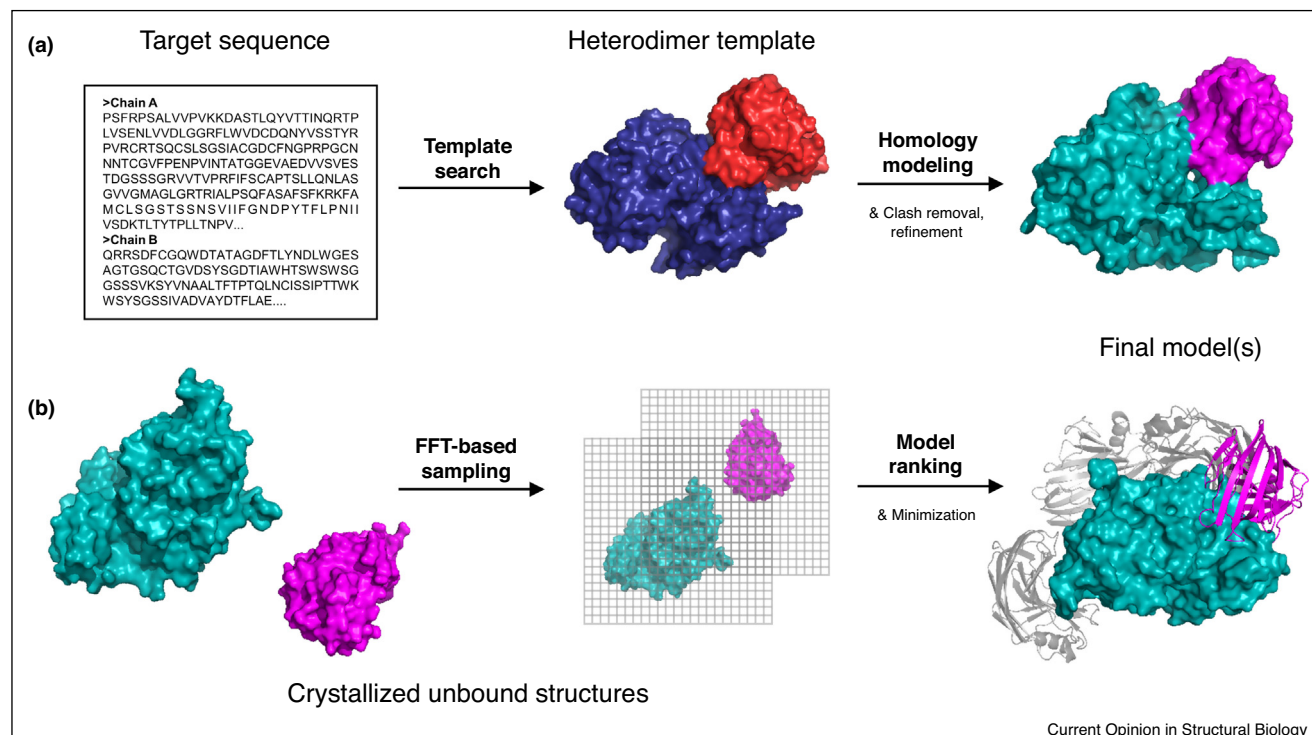 (a)
Target sequence
Heterodimer template
>Chain A
PSFRPSALVVPVKKDASTLQYVTTINQRTP
LVSENLVVDLGGRFLWVDCDQNYVSSTYR
PVRCRTSQCSLSGSIACGDCFNGPRPGCN
NNTCGVFPENPVINTATGGEVAEDVVSVES
TDGSSSGRVVTVPRFIFSCAPTSLLQNLAS
GVVGMAGLGRTRIALPSQFASAFSFKRKFA
MCLSGSTSSNSVIIFGNDPYTFLPNII
VSDKTLTYTPLLTNPV...
>Chain B
QRRSDFCGQWDTATAGDFTLYNDLWGESA
AGTGSQCTGVDSYSGDTIAWHTSWSWSG
GSSSVKSYVNAALTFTPTQLNCISSIPTTWK
WSYSGSSIVADVAYDTFLAE....
Template
search
Homology
modeling
& Clash removal,
refinement
Final model(s)
(b)
FFT-based
sampling
Model
ranking
& Minimization
Crystallized unbound structures
Current Opinion in Structural Biology